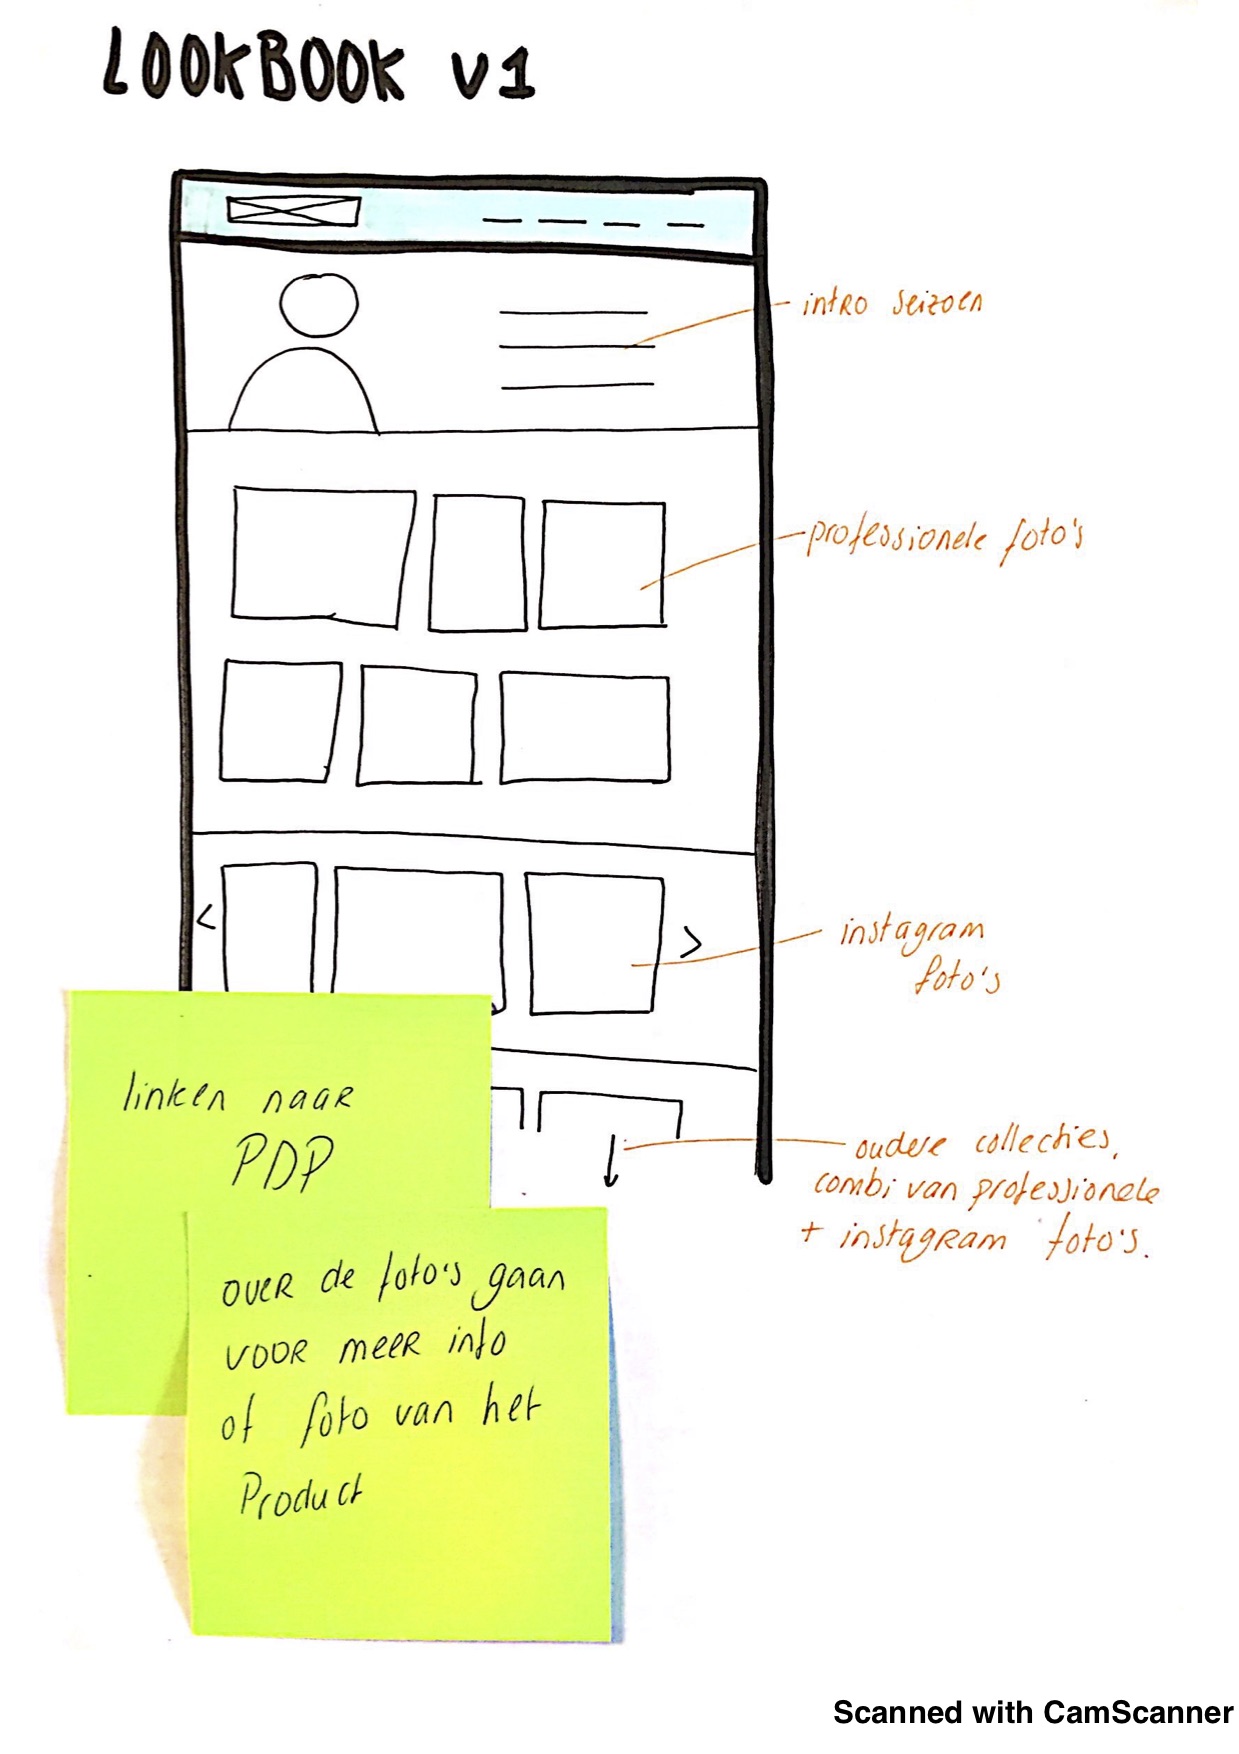 LOOKBOOK v1
intro seizoen
professionele foto's
instagram
foto's
oudere collecties,
combi van professionele
+ instagram foto's.
linken naar
PDP
over de foto's gaan
voor meer info
of foto van het
Product
Scanned with CamScanner